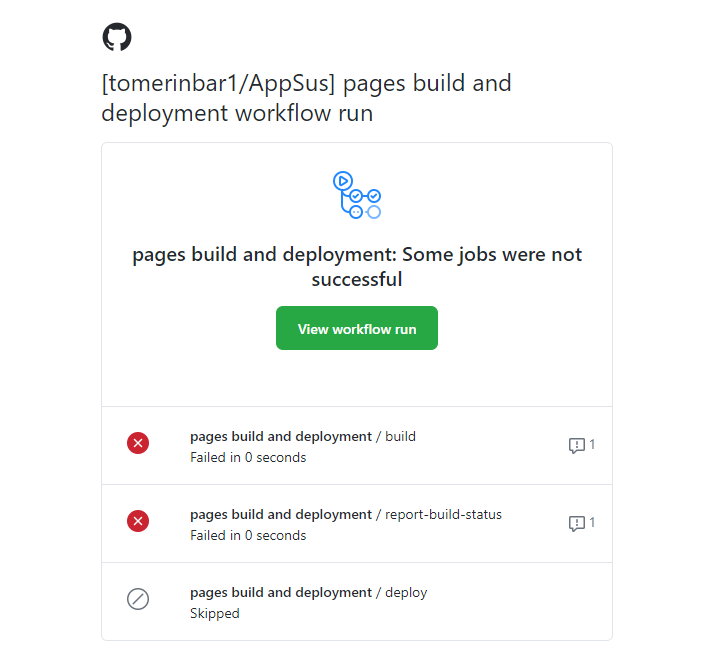 [tomerinbar1/AppSus] pages build and
deployment workflow run
pages build and deployment: Some jobs were not
successful
View workflow run
pages build and deployment / build
Failed in 0 seconds
1
pages build and deployment / report-build-status
Failed in 0 seconds
1
pages build and deployment / deploy
Skipped